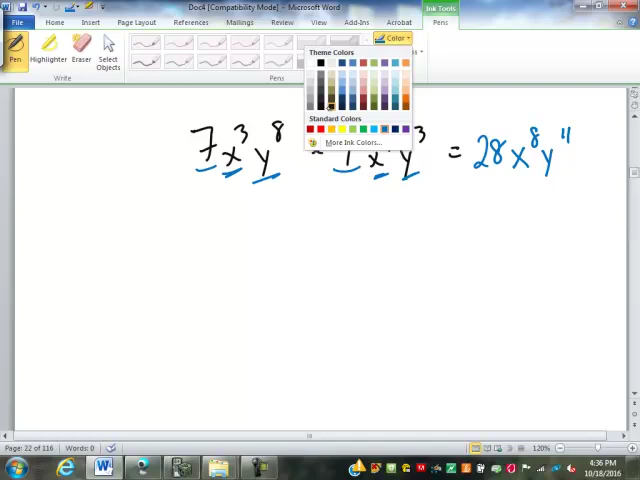 Doc4 [Compatibility Mode] - Microsoft Word
Ink Tools
File Home Insert Page Layout References Mailings Review View Add-Ins Acrobat Pens
Color
Pen Highlighter Eraser Select Objects
Write Pens
Theme Colors
Standard Colors
More Ink Colors...
7x³y⁸ x y³ = 28x⁸y¹¹
Page: 22 of 116 Words: 0 120%
4:36 PM
10/18/2016